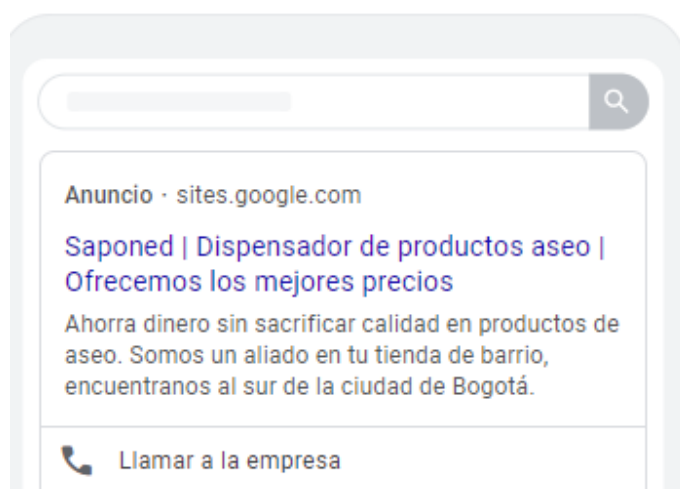 Anuncio · sites.google.com
Saponed | Dispensador de productos aseo |
Ofrecemos los mejores precios
Ahorra dinero sin sacrificar calidad en productos de
aseo. Somos un aliado en tu tienda de barrio,
encuentranos al sur de la ciudad de Bogotá.
Llamar a la empresa